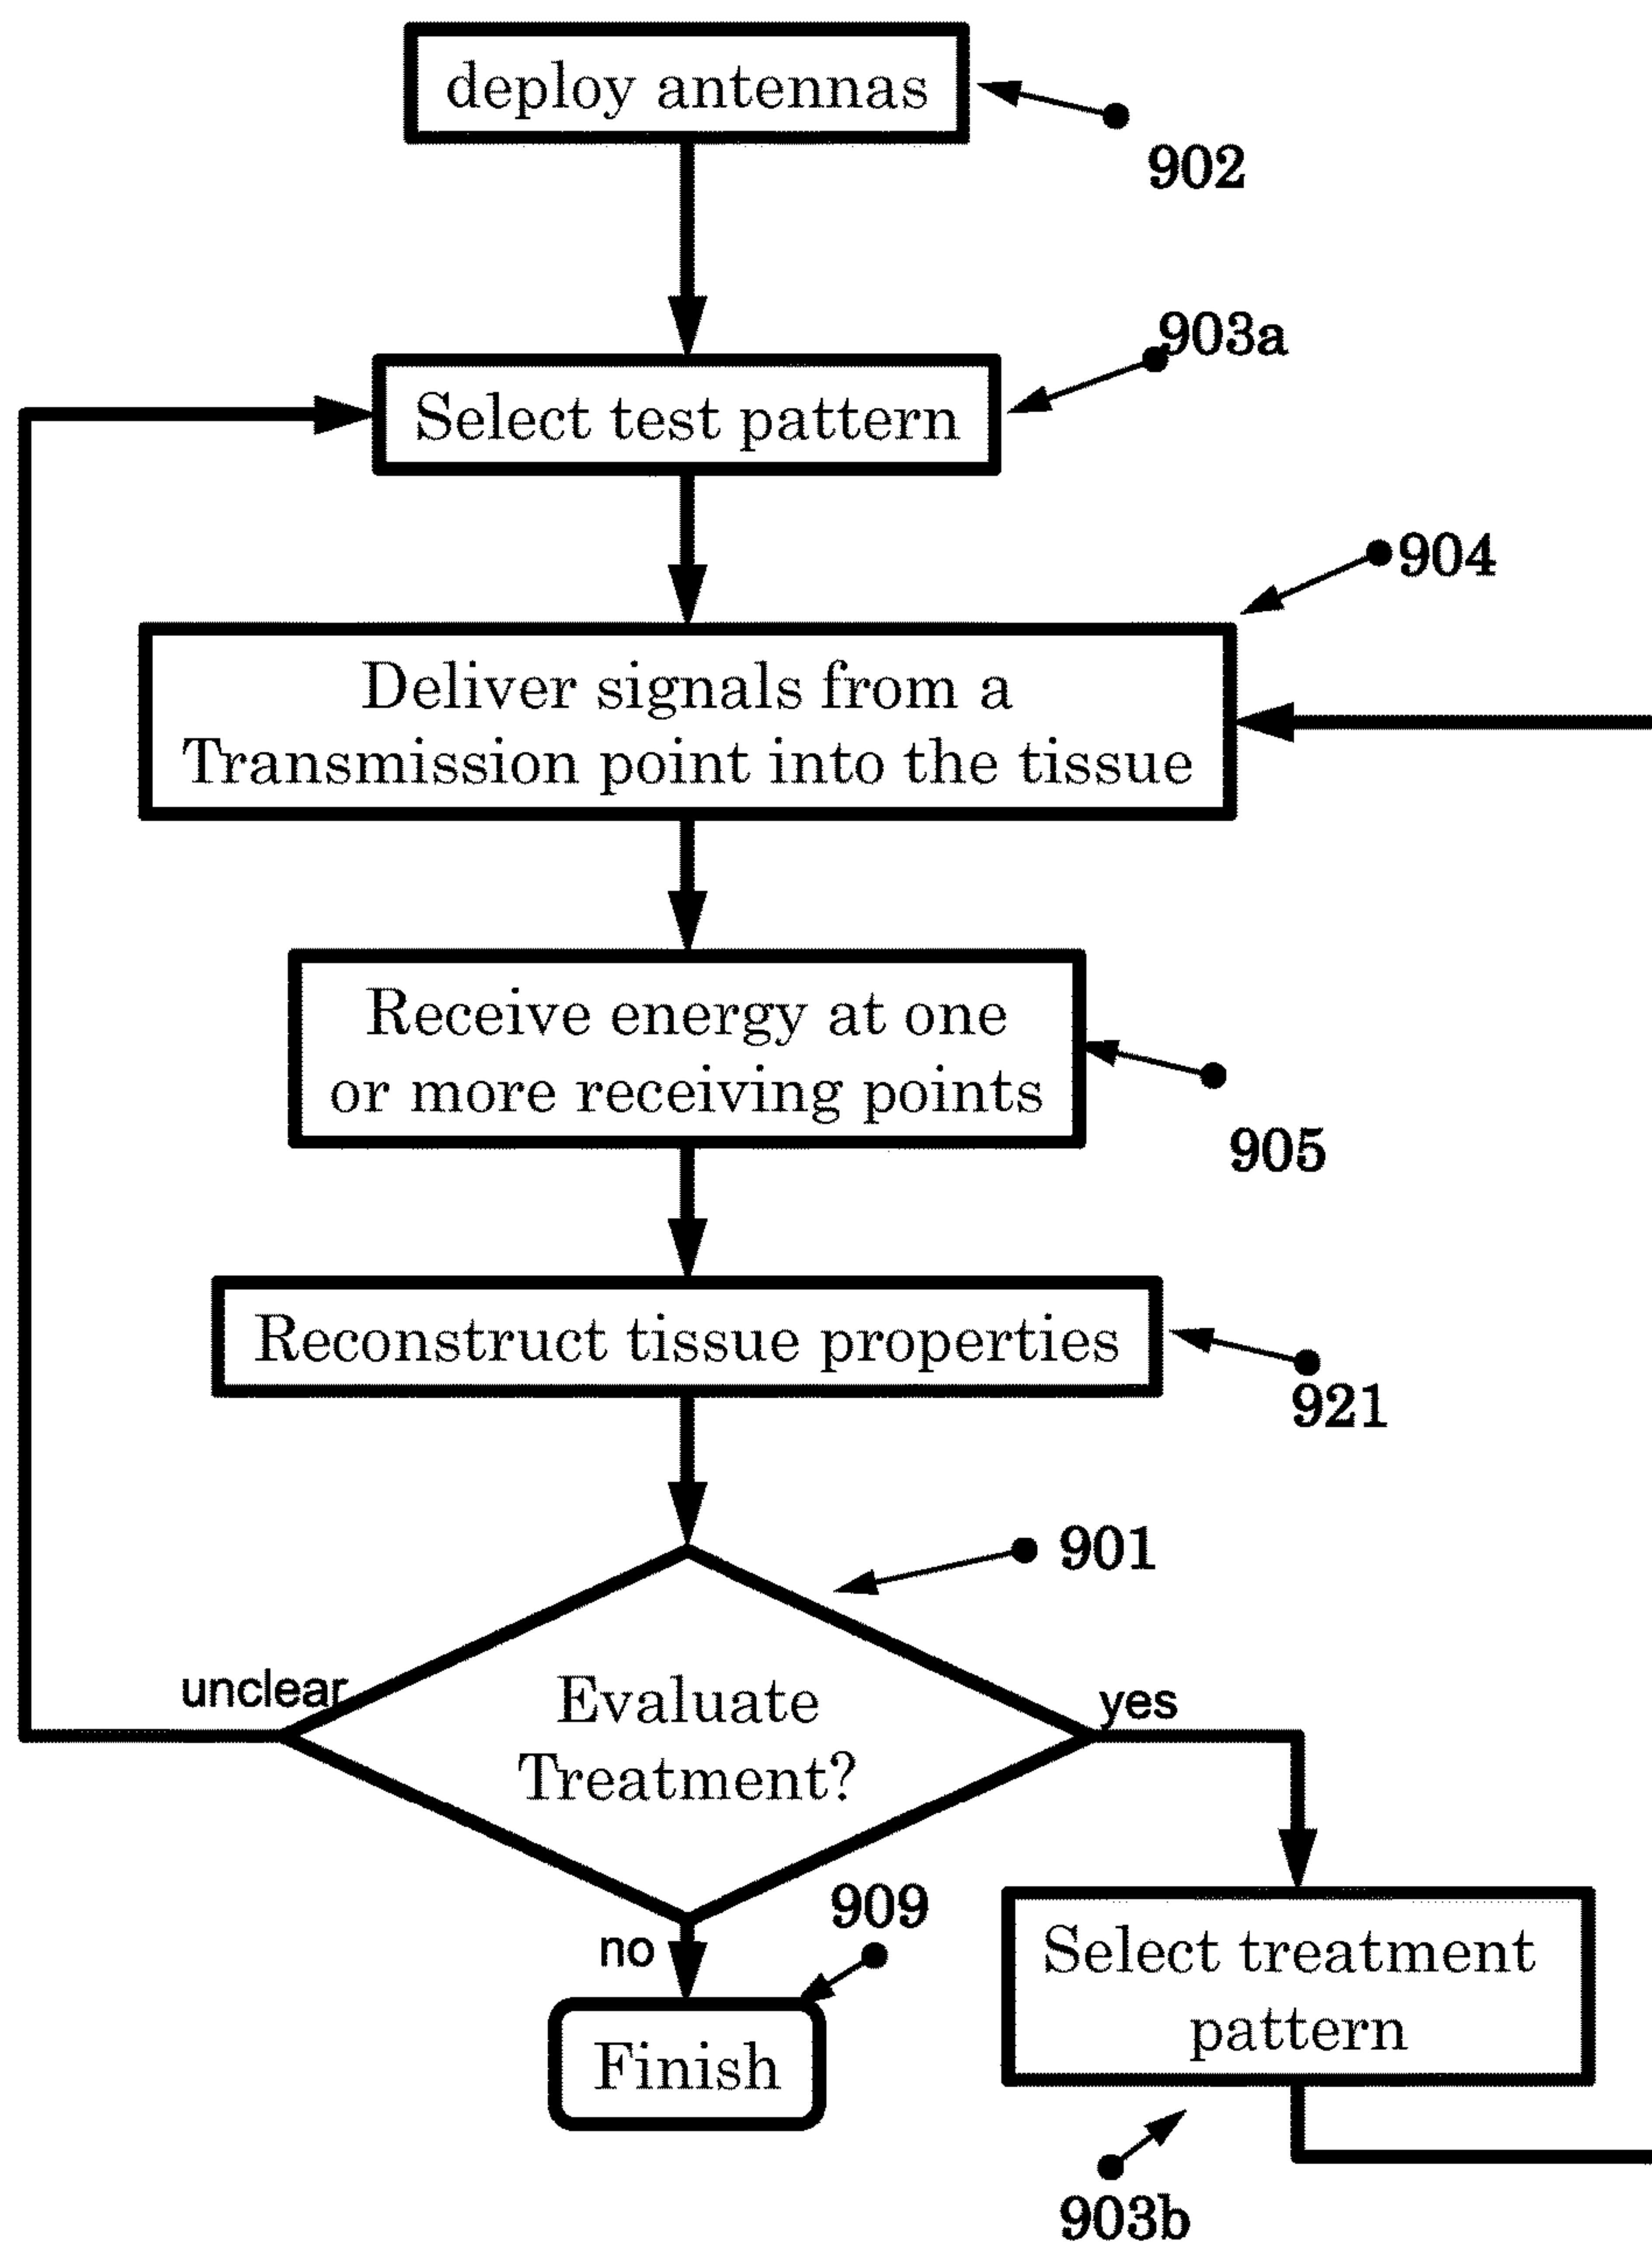 deploy antennas
902
903a
Select test pattern
904
Deliver signals from a
Transmission point into the tissue
Receive energy at one
or more receiving points
905
Reconstruct tissue properties
921
901
unclear
Evaluate
Treatment?
yes
909
no
Finish
Select treatment
pattern
903b